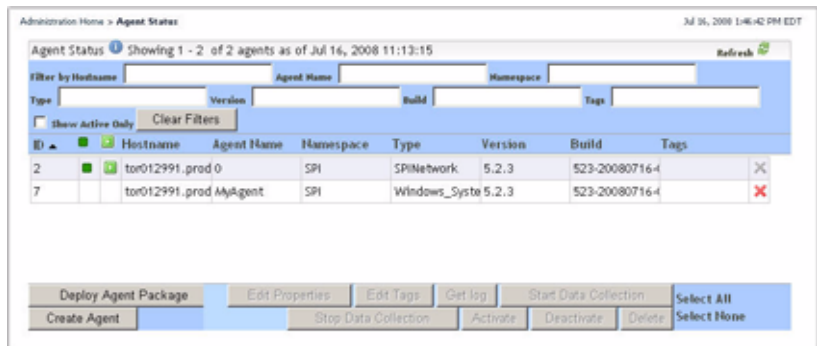 Administration Home > Agent Status Jul 16, 2008 1:46:42 PM EDT
Agent Status Showing 1 - 2 of 2 agents as of Jul 16, 2008 11:13:15 Refresh
Filter by Hostname Agent Name Namespace
Type Version Build Tags
Show Active Only Clear Filters
ID Hostname Agent Name Namespace Type Version Build Tags
2 tor012991.prod 0 SPI SPINetwork 5.2.3 523-20080716-
7 tor012991.prod MyAgent SPI Windows_Syste 5.2.3 523-20080716-
Deploy Agent Package Edit Properties Edit Tags Get log Start Data Collection Select All
Create Agent Stop Data Collection Activate Deactivate Delete Select None